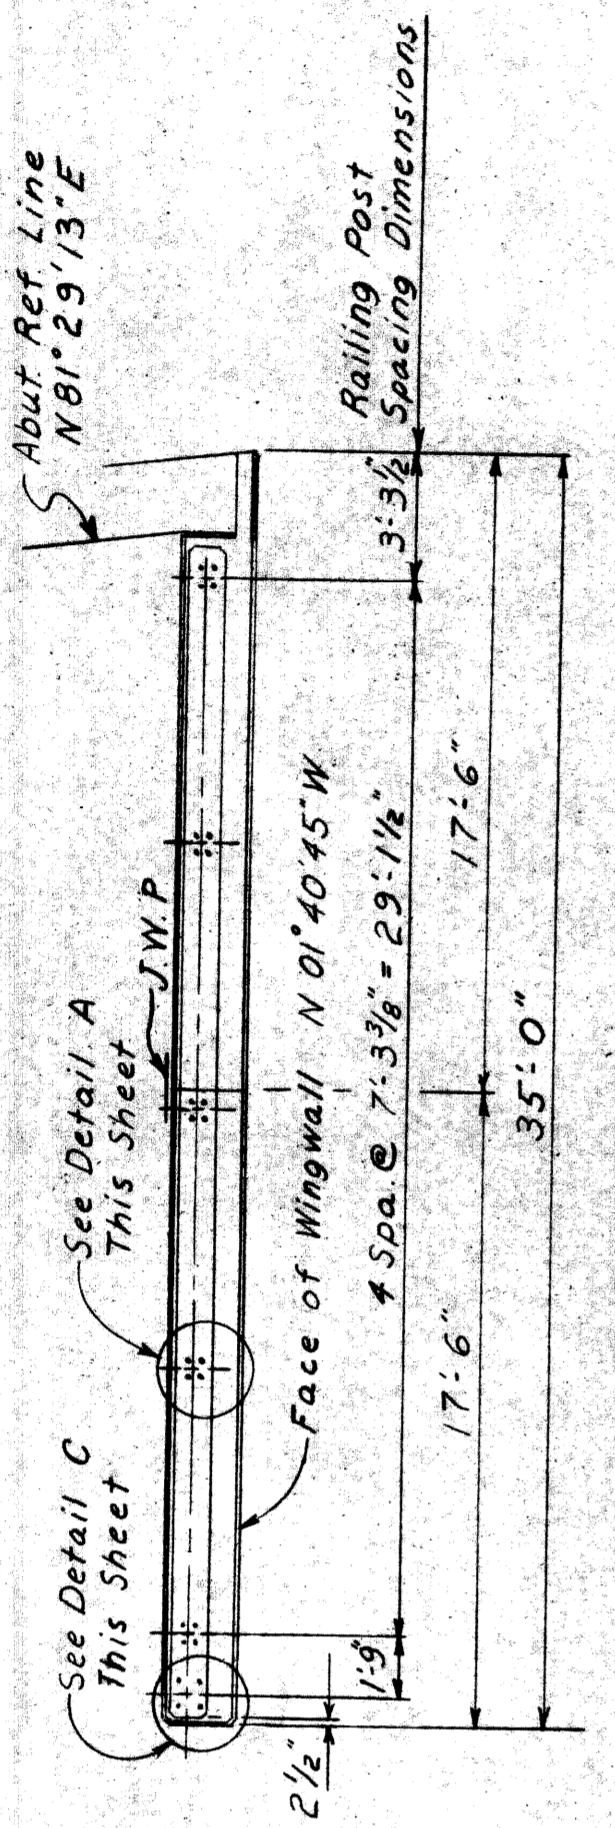 Abut. Ref. Line
N81°29'13"E
See Detail A
This Sheet
J.W.P.
See Detail C
This Sheet
Railing Post
Spacing Dimensions
Face of Wingwall N 01°40'45"W
2½"
1'-9"
4 Spa. @ 7'-3⅜" = 29'-1½"
3'-3½"
17'-6"
17'-6"
35'-0"